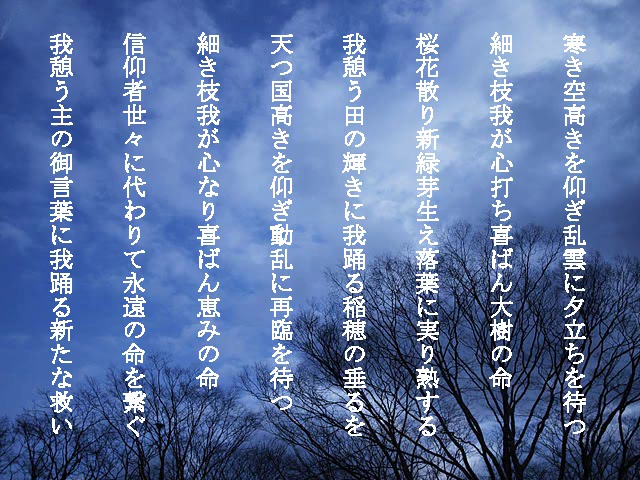 寒き空高きを仰ぎ乱雲に夕立ちを待つ
細き枝我が心打ち喜ばん大樹の命
桜花散り新緑芽生え落葉に実り熟する
我憩う田の輝きに我踊る稲穂の垂るを
天つ国高きを仰ぎ動乱に再臨を待つ
細き枝我が心なり喜ばん恵みの命
信仰者世々に代わりて永遠の命を繋ぐ
我憩う主の御言葉に我踊る新たな救い